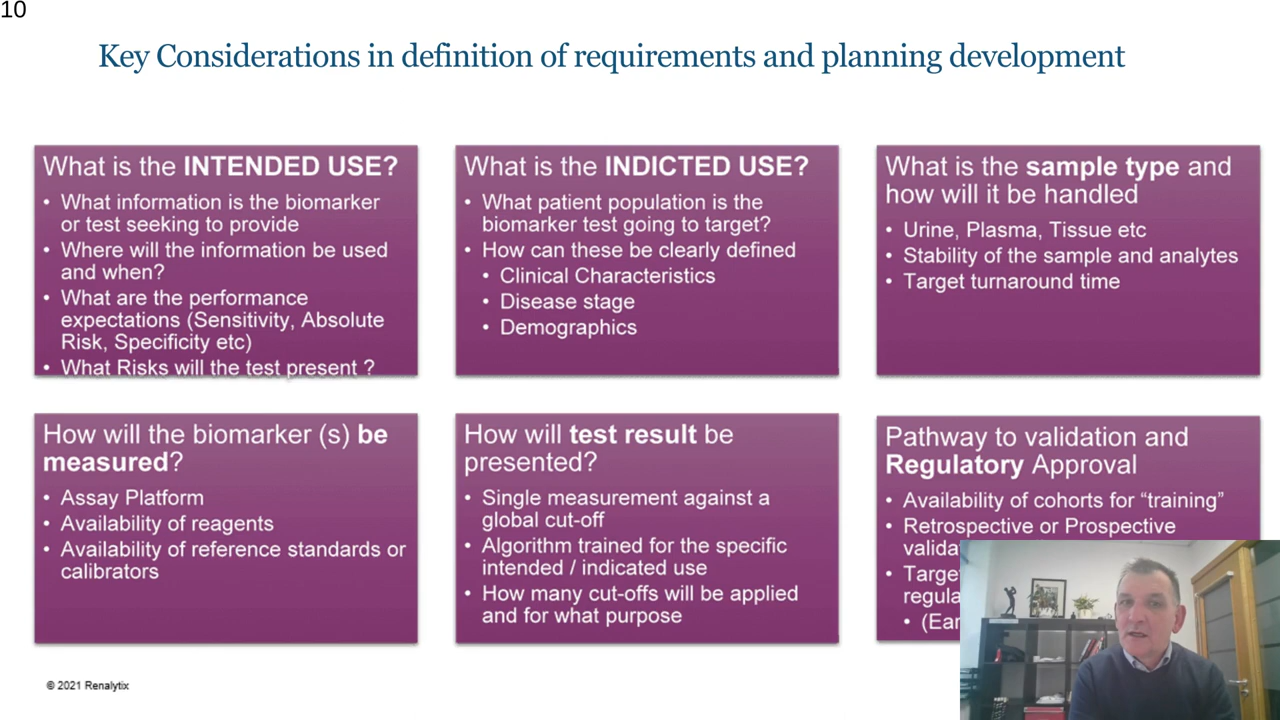 10
Key Considerations in definition of requirements and planning development
What is the INTENDED USE?
• What information is the biomarker
or test seeking to provide
• Where will the information be used
and when?
• What are the performance
expectations (Sensitivity, Absolute
Risk, Specificity etc)
• What Risks will the test present ?
What is the INDICTED USE?
• What patient population is the
biomarker test going to target?
• How can these be clearly defined
• Clinical Characteristics
• Disease stage
• Demographics
What is the sample type and
how will it be handled
• Urine, Plasma, Tissue etc
• Stability of the sample and analytes
• Target turnaround time
How will the biomarker (s) be
measured?
• Assay Platform
• Availability of reagents
• Availability of reference standards or
calibrators
How will test result be
presented?
• Single measurement against a
global cut-off
• Algorithm trained for the specific
intended / indicated use
• How many cut-offs will be applied
and for what purpose
Pathway to validation and
Regulatory Approval
• Availability of cohorts for “training”
• Retrospective or Prospective
© 2021 Renalytix